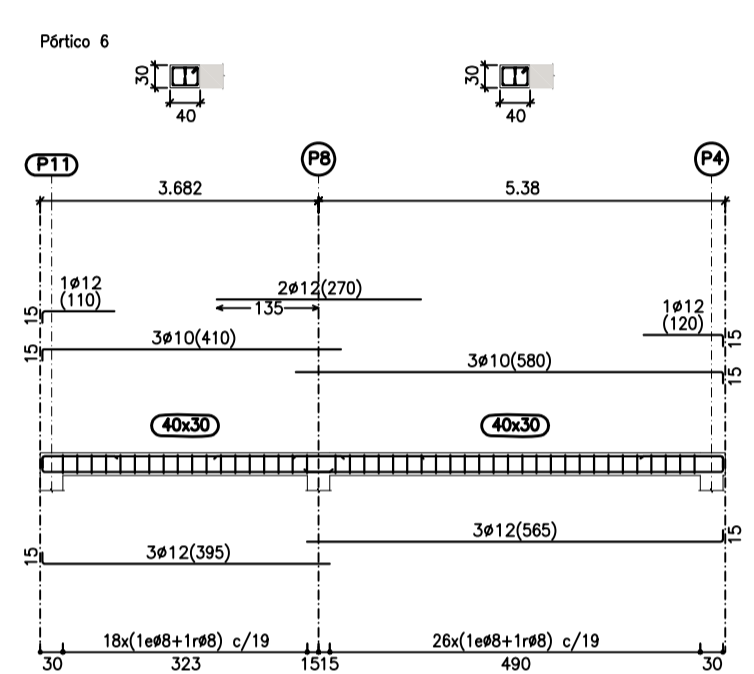 Pórtico 6
30
40
30
40
P11
P8
P4
3.682
5.38
1ø12
(110)
15
2ø12(270)
135
1ø12
(120)
15
3ø10(410)
15
3ø10(580)
15
40x30
40x30
3ø12(565)
15
3ø12(395)
15
18x(1eø8+1rø8) c/19
26x(1eø8+1rø8) c/19
30
323
1515
490
30